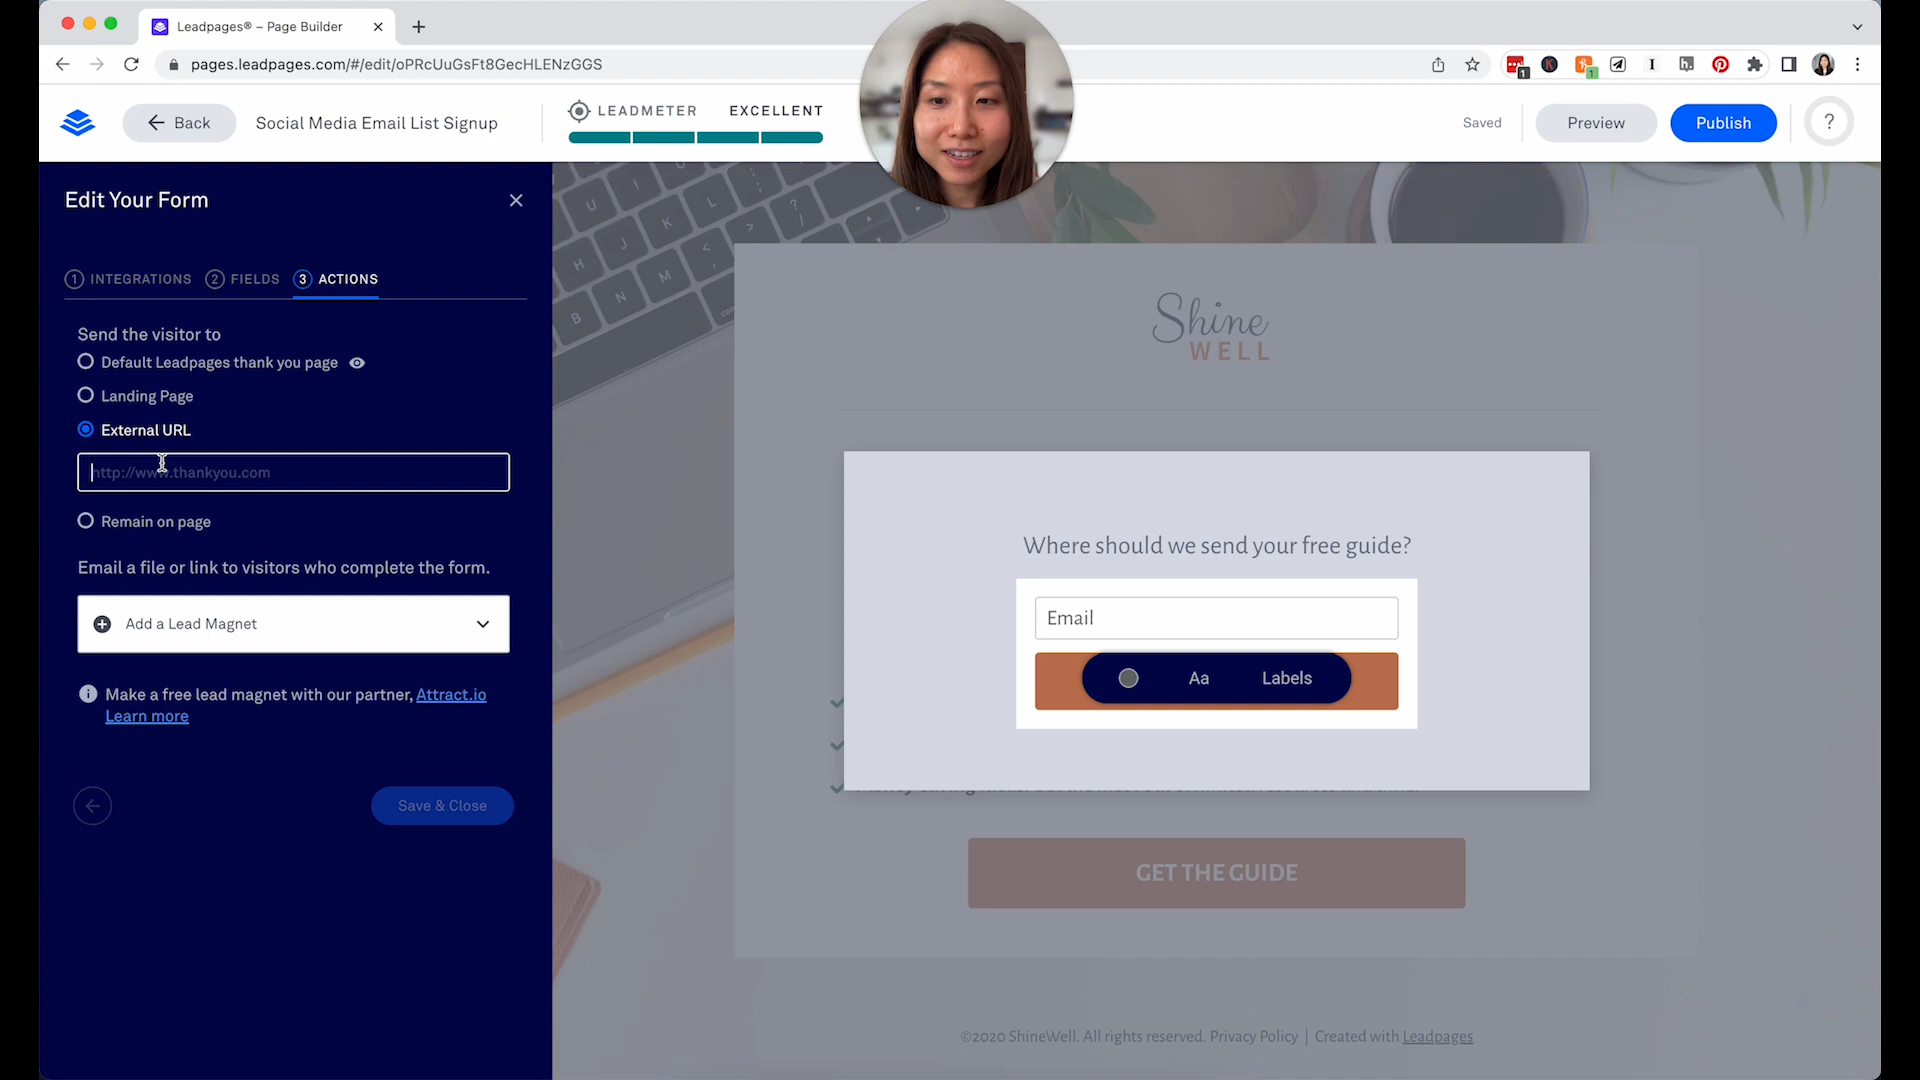 Leadpages® – Page Builder
pages.leadpages.com/#/edit/oPRcUuGsFt8GecHLENzGGS
Back
Social Media Email List Signup
LEADMETER EXCELLENT
Saved
Preview
Publish
?
Edit Your Form
1 INTEGRATIONS 2 FIELDS 3 ACTIONS
Send the visitor to
Default Leadpages thank you page
Landing Page
External URL
http://www.thankyou.com
Remain on page
Email a file or link to visitors who complete the form.
Add a Lead Magnet
Make a free lead magnet with our partner, Attract.io
Learn more
Save & Close
Shine
WELL
Where should we send your free guide?
Email
Aa Labels
GET THE GUIDE
©2020 ShineWell. All rights reserved. Privacy Policy | Created with Leadpages